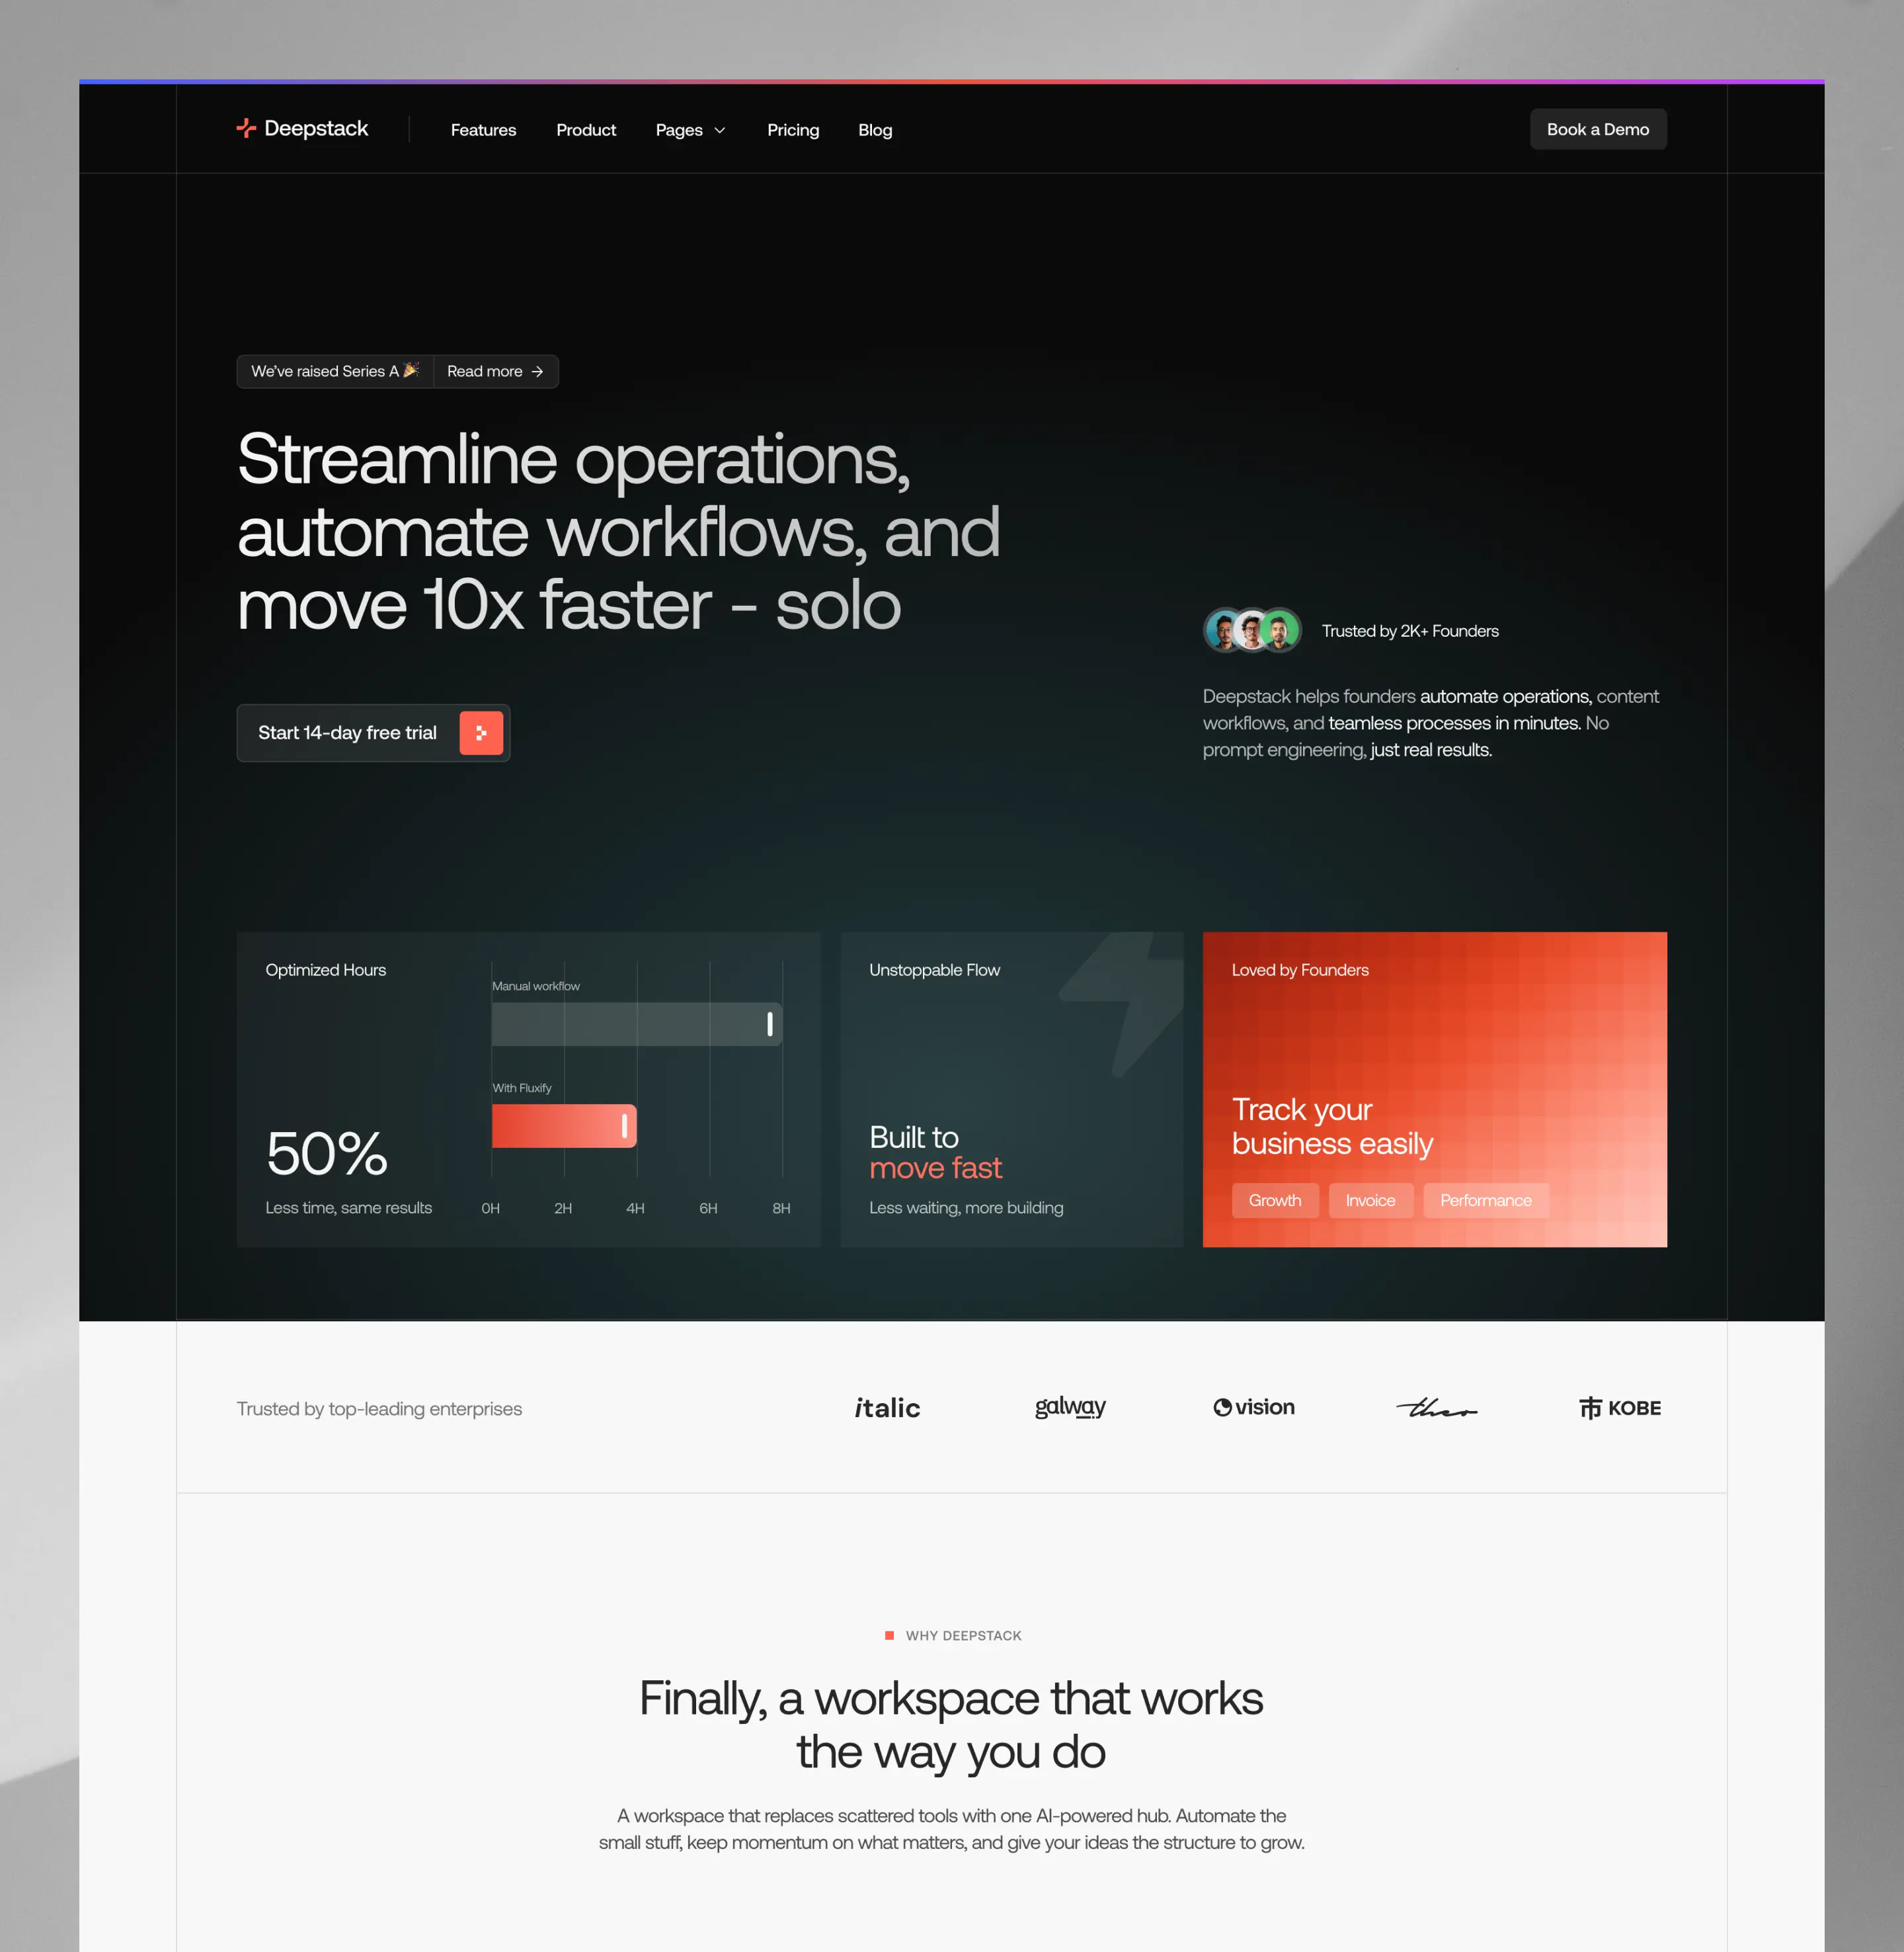 Deepstack
Features
Product
Pages
Pricing
Blog
Book a Demo
We've raised Series A 🎉
Read more →
Streamline operations,
automate workflows, and
move 10x faster - solo
Start 14-day free trial
Trusted by 2K+ Founders
Deepstack helps founders automate operations, content
workflows, and teamless processes in minutes. No
prompt engineering, just real results.
Optimized Hours
50%
Less time, same results
Manual workflow
With Fluxify
0H
2H
4H
6H
8H
Unstoppable Flow
Built to
move fast
Less waiting, more building
Loved by Founders
Track your
business easily
Growth
Invoice
Performance
Trusted by top-leading enterprises
italic
galway
vision
theo
市 KOBE
WHY DEEPSTACK
Finally, a workspace that works
the way you do
A workspace that replaces scattered tools with one AI-powered hub. Automate the
small stuff, keep momentum on what matters, and give your ideas the structure to grow.